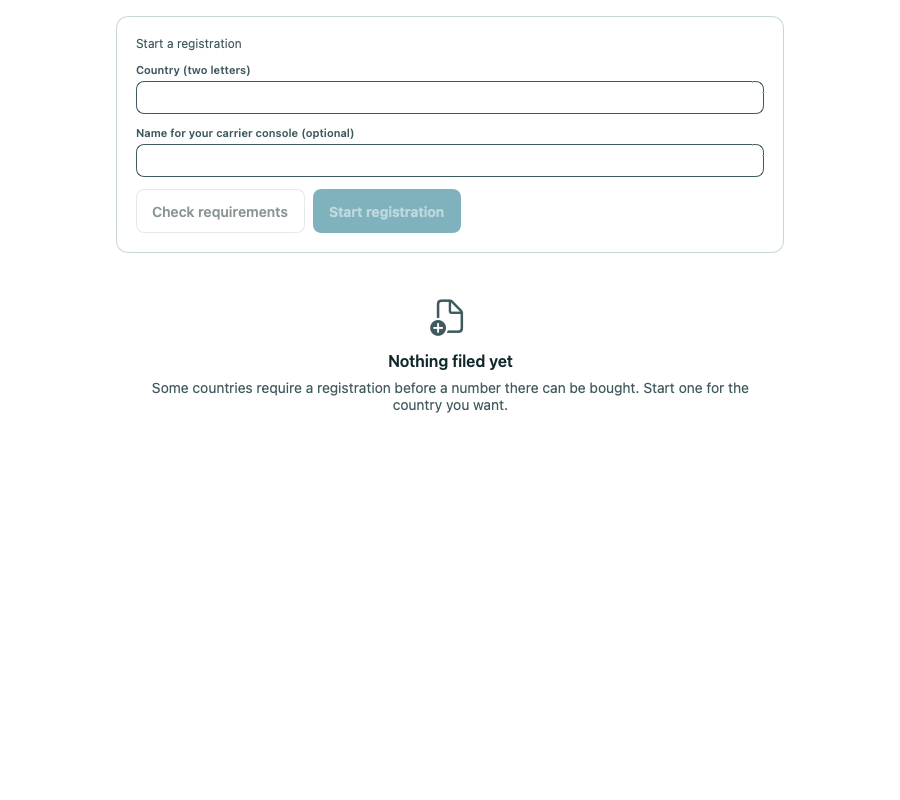 Start a registration
Country (two letters)
Name for your carrier console (optional)
Check requirements
Start registration
Nothing filed yet
Some countries require a registration before a number there can be bought. Start one for the
country you want.